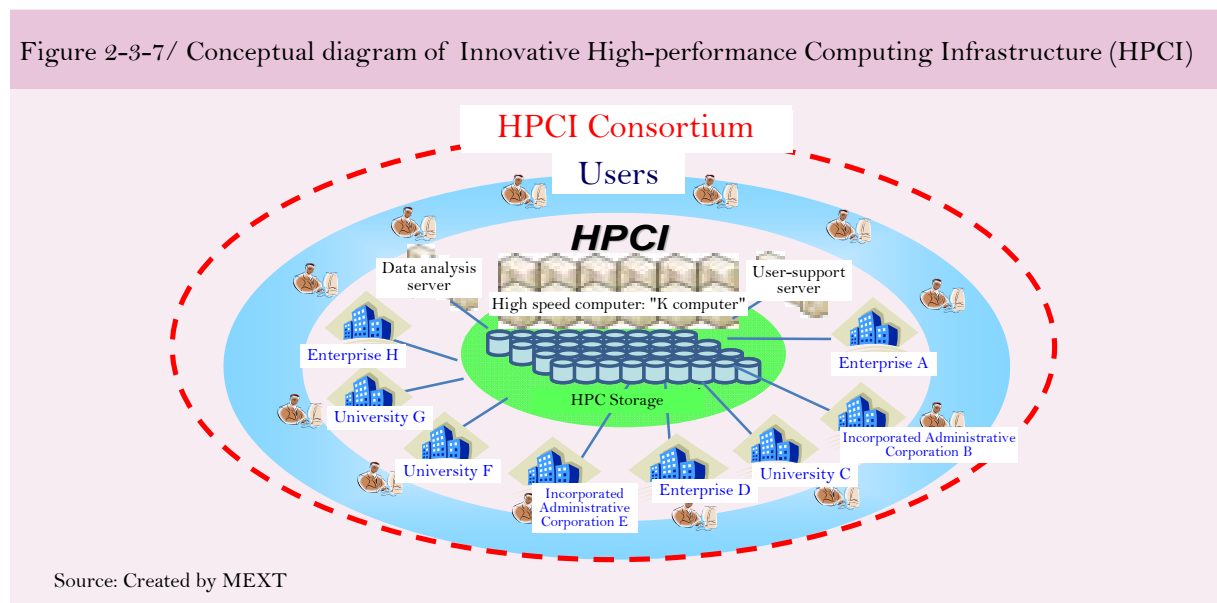 Figure 2-3-7/ Conceptual diagram of Innovative High-performance Computing Infrastructure (HPCI)
HPCI Consortium
Users
HPCI
Data analysis
server
User-support
server
High speed computer: "K computer"
Enterprise H
Enterprise A
HPC Storage
University G
Incorporated Administrative
Corporation B
University F
University C
Enterprise D
Incorporated
Administrative
Corporation E
Source: Created by MEXT